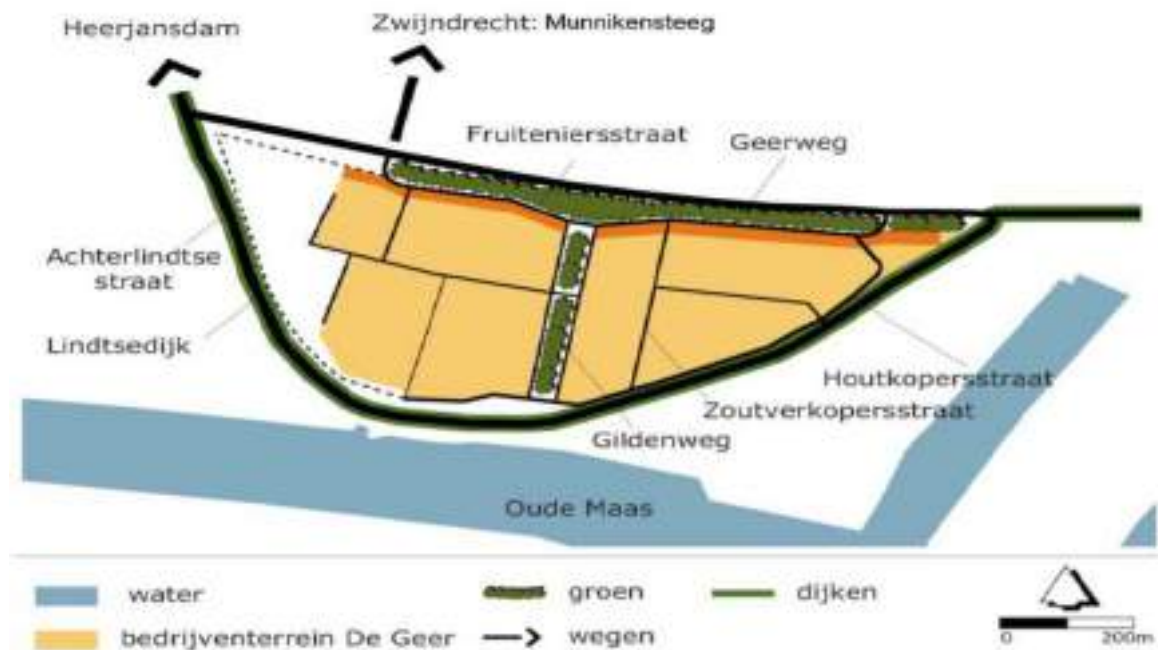 Heerjansdam
Zwijndrecht: Munnikensteeg
Fruiteniersstraat
Geerweg
Achterlindtse
straat
Lindtsedijk
Houtkopersstraat
Zoutverkopersstraat
Gildenweg
Oude Maas
water
groen
dijken
bedrijventerrein De Geer
wegen
0 200m